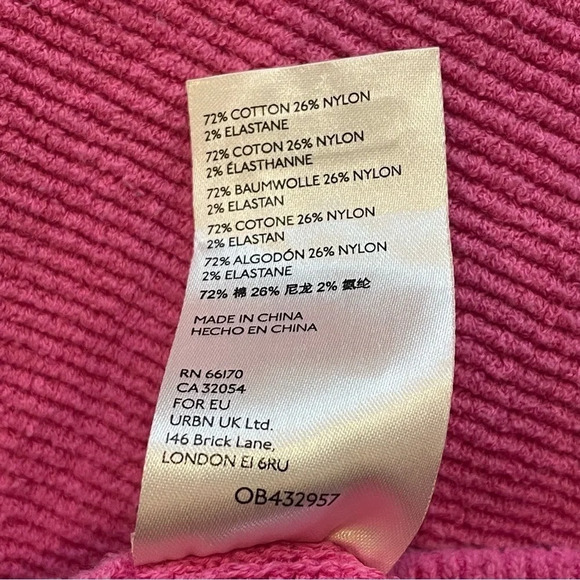 72% COTTON 26% NYLON
2% ELASTANE
72% COTON 26% NYLON
2% ÉLASTHANNE
72% BAUMWOLLE 26% NYLON
2% ELASTAN
72% COTONE 26% NYLON
2% ELASTAN
72% ALGODÓN 26% NYLON
2% ELASTANE
72% 棉 26% 尼龙 2% 氨纶
MADE IN CHINA
HECHO EN CHINA
RN 66170
CA 32054
FOR EU
URBN UK Ltd.
146 Brick Lane,
LONDON E1 6RU
OB432957